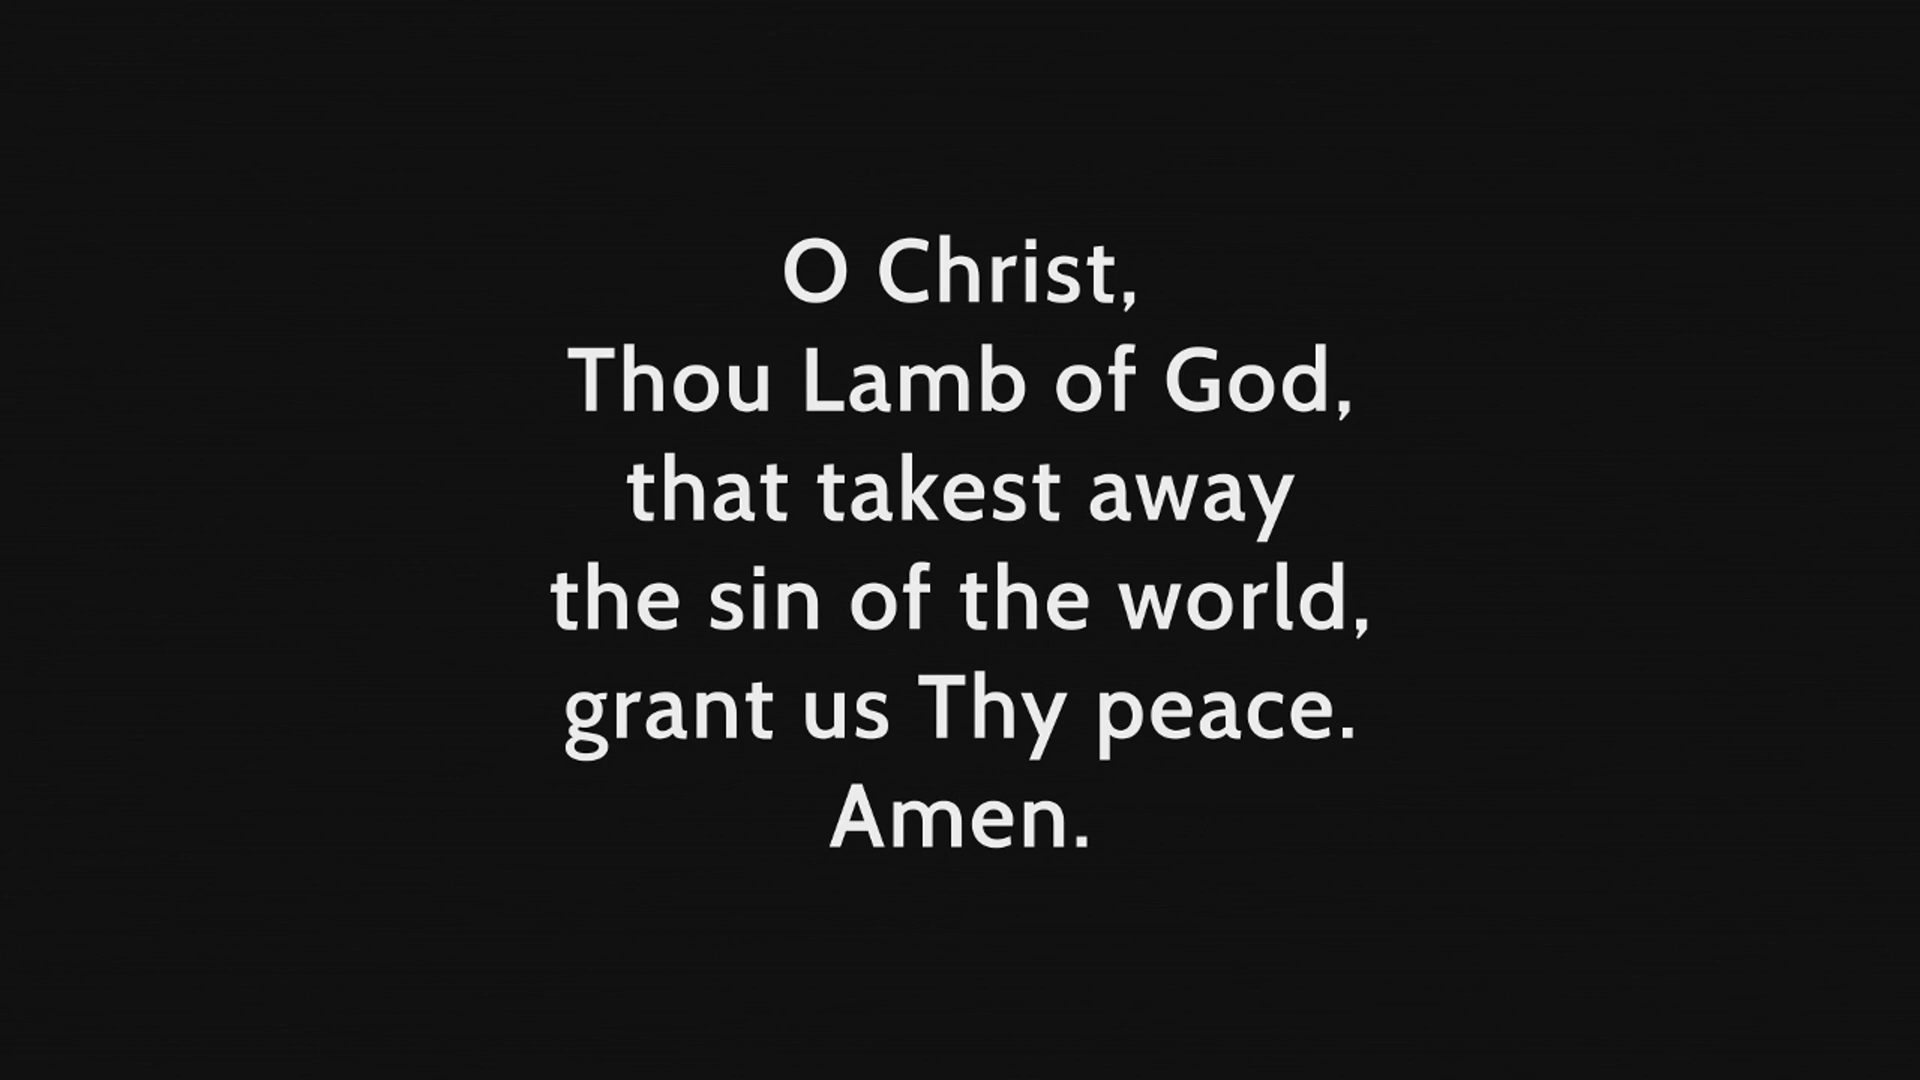 O Christ,
Thou Lamb of God,
that takest away
the sin of the world,
grant us Thy peace.
Amen.